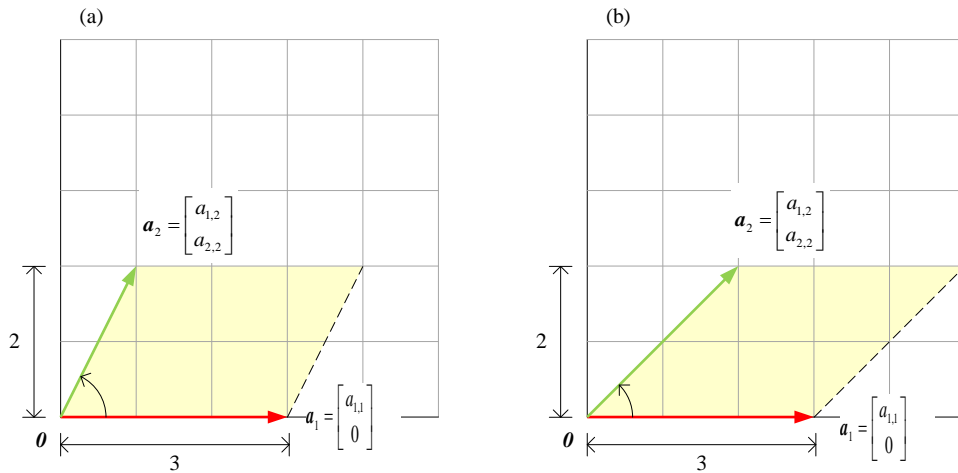 (a)
(b)
a₂ = [a₁,₂
a₂,₂]
a₂ = [a₁,₂
a₂,₂]
2
2
a₁ = [a₁,₁
0]
a₁ = [a₁,₁
0]
0
0
3
3